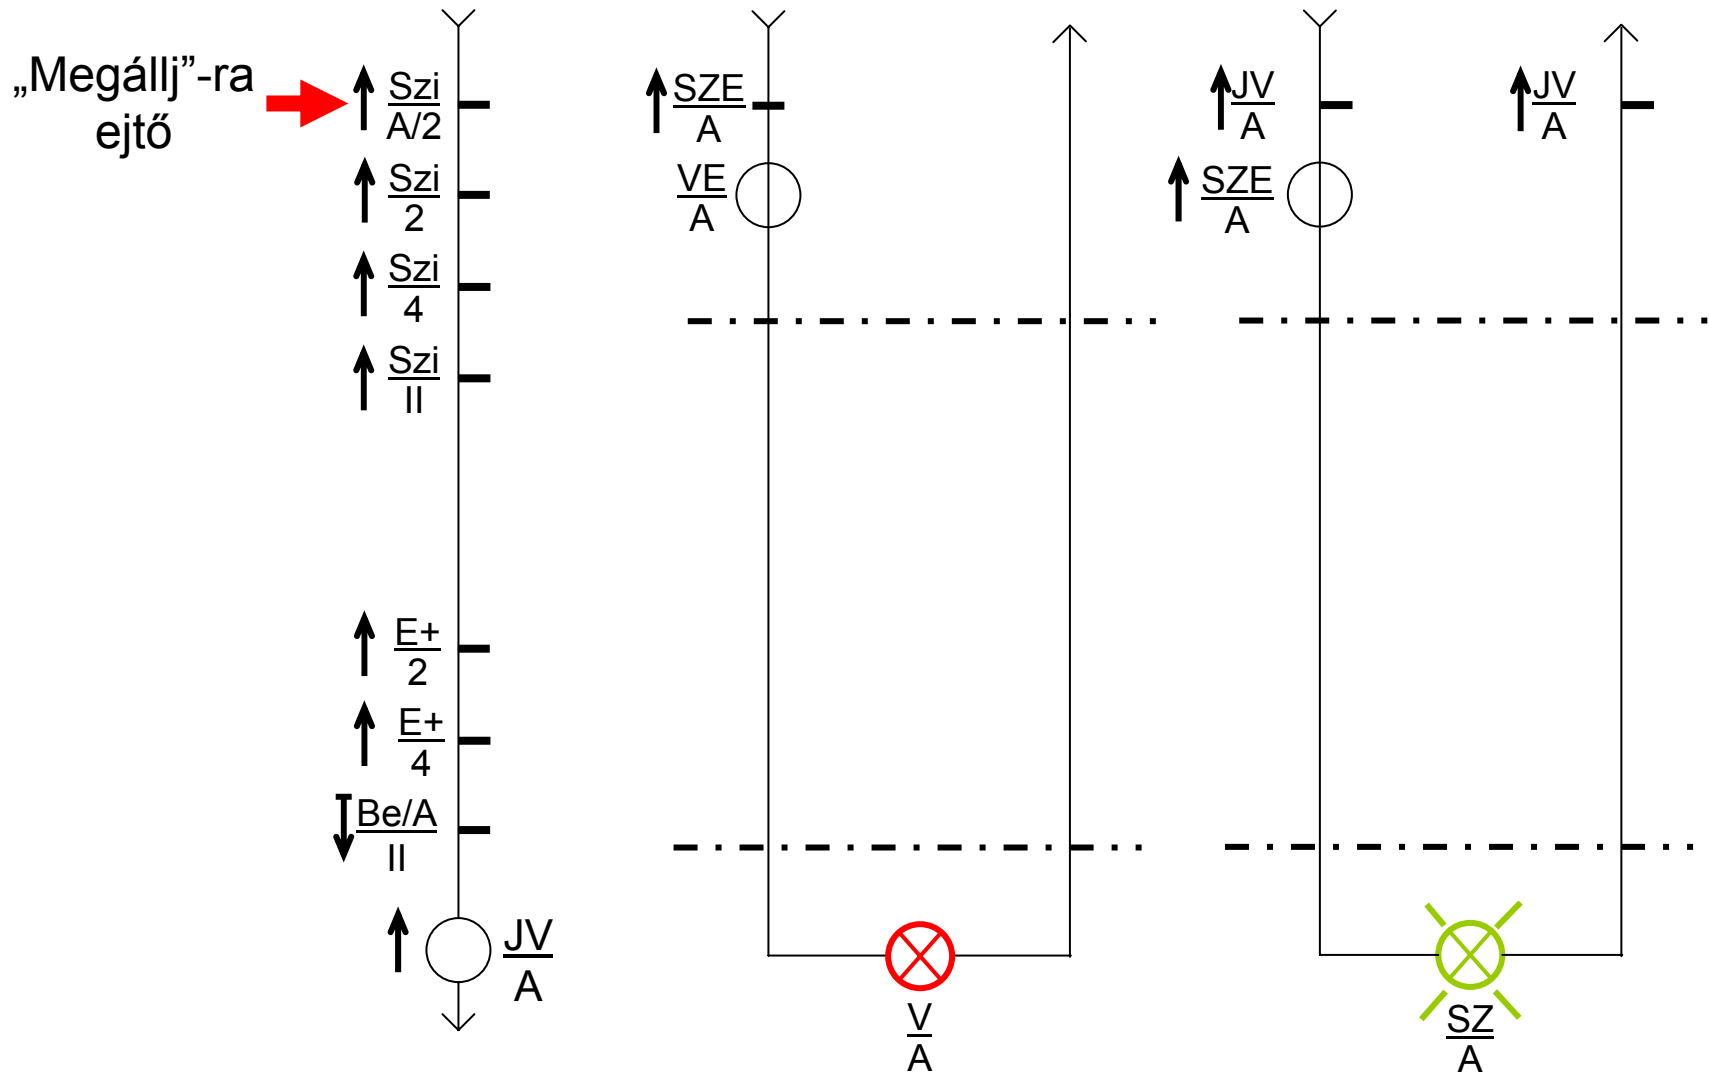 „Megállj”-ra
ejtő
Szi
A/2
Szi
2
Szi
4
Szi
II
E+
2
E+
4
Be/A
II
JV
A
SZE
A
VE
A
V
A
JV
A
SZE
A
JV
A
SZ
A